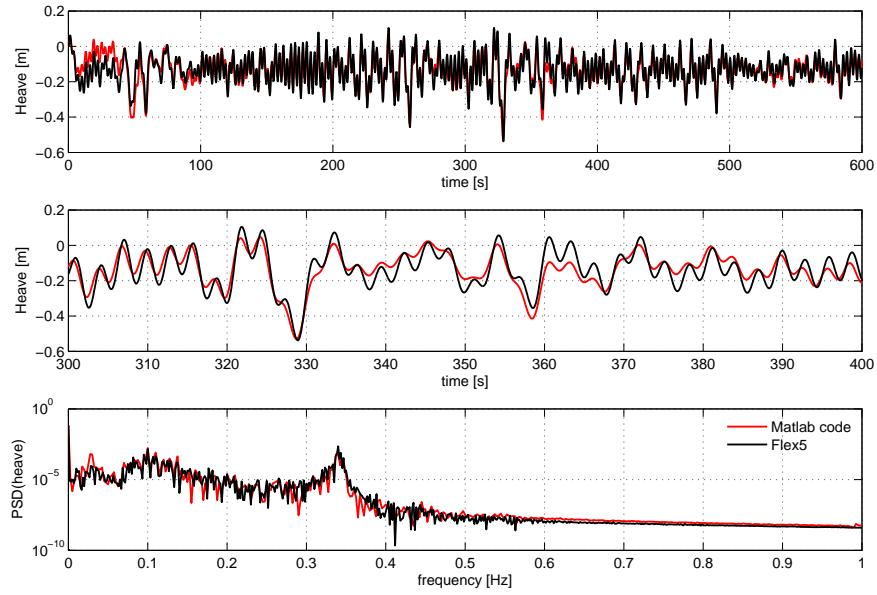 0.2
0
−0.2
−0.4
−0.6
Heave [m]
0 100 200 300 400 500 600
time [s]
0.2
0
−0.2
−0.4
−0.6
Heave [m]
300 310 320 330 340 350 360 370 380 390 400
time [s]
10^0
10^−5
10^−10
PSD(heave)
Matlab code
Flex5
0 0.1 0.2 0.3 0.4 0.5 0.6 0.7 0.8 0.9 1
frequency [Hz]